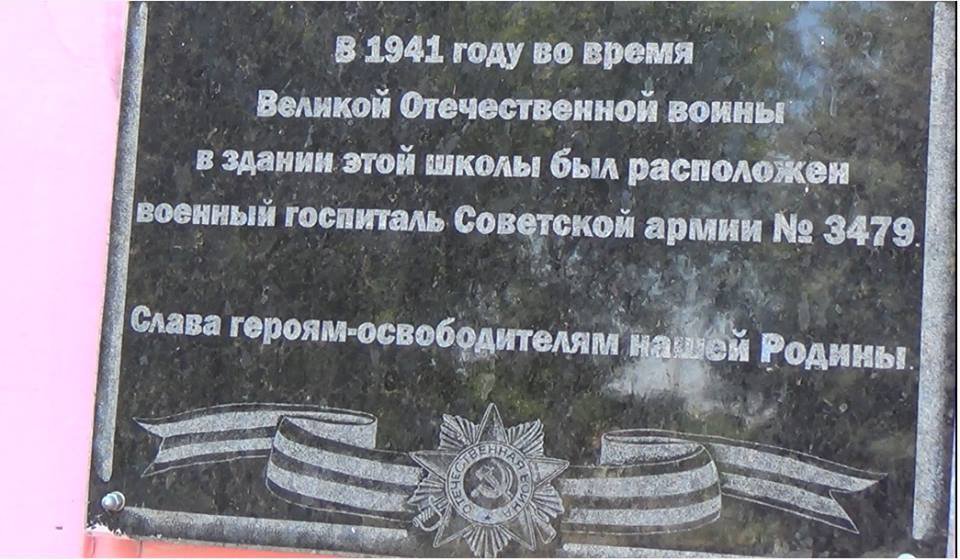 В 1941 году во время
Великой Отечественной воины
в здании этой школы был расположен
военный госпиталь Советской армии № 3479.
Слава героям-освободителям нашей Родины.
ОТЕЧЕСТВЕННАЯ ВОЙНА